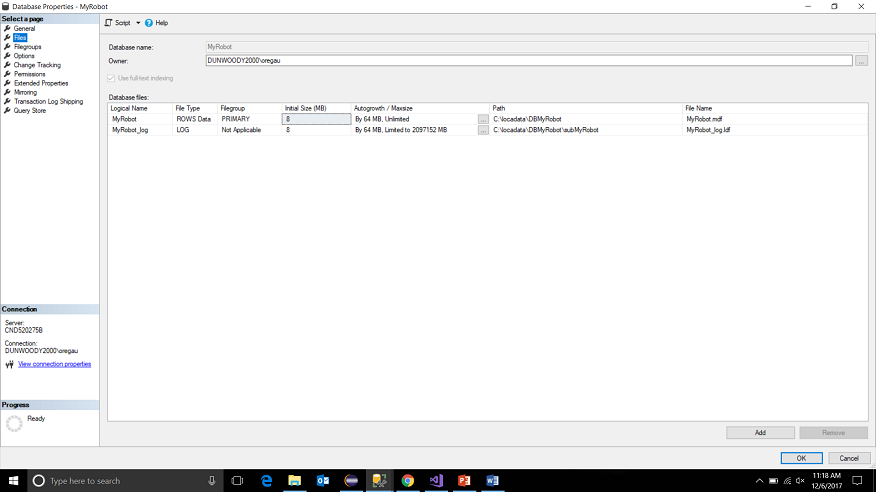 Database Properties - MyRobot
Select a page
General
Files
Filegroups
Options
Change Tracking
Permissions
Extended Properties
Mirroring
Transaction Log Shipping
Query Store
Script Help
Database name: MyRobot
Owner: DUNWOODY2000\oregau ...
Use full-text indexing
Database files:
Logical Name File Type Filegroup Initial Size (MB) Autogrowth / Maxsize Path File Name
MyRobot ROWS Data PRIMARY 8 By 64 MB, Unlimited ... C:\locadata\DBMyRobot MyRobot.mdf
MyRobot_log LOG Not Applicable 8 By 64 MB, Limited to 2097152 MB ... C:\locadata\DBMyRobot\subMyRobot MyRobot_log.ldf
Connection
Server:
CND520275B
Connection:
DUNWOODY2000\oregau
View connection properties
Progress
Ready
Add Remove
OK Cancel
Type here to search
11:18 AM
12/6/2017